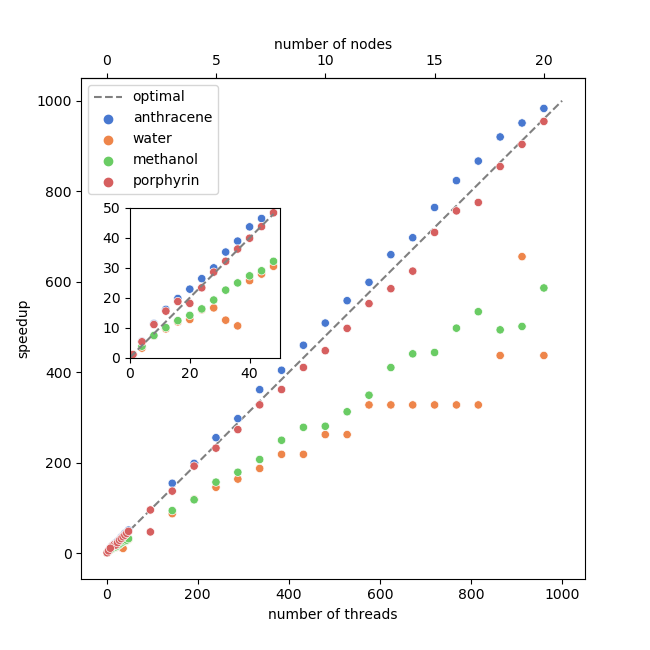 number of nodes
0 5 10 15 20
optimal
anthracene
water
methanol
porphyrin
1000
800
600
400
200
0
speedup
50
40
30
20
10
0
0 20 40
0 200 400 600 800 1000
number of threads